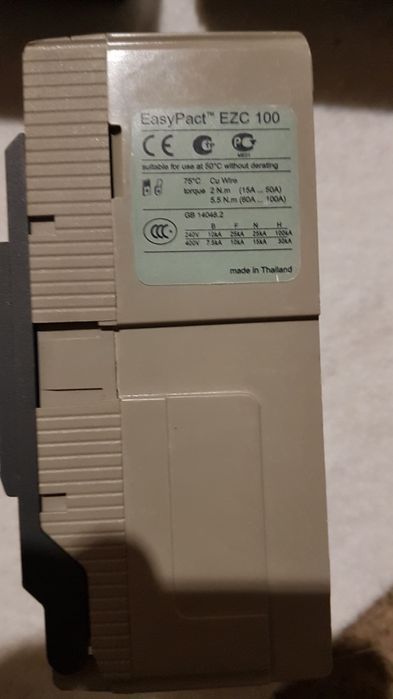 EasyPact™ EZC 100
CE PC
suitable for use at 50°C without derating
75°C Cu Wire
torque 2 N.m (15A ... 50A)
5.5 N.m (60A ... 100A)
GB 14048.2
CCC B F N H
240V 10kA 25kA 25kA 100kA
400V 7.5kA 10kA 15kA 30kA
made in Thailand